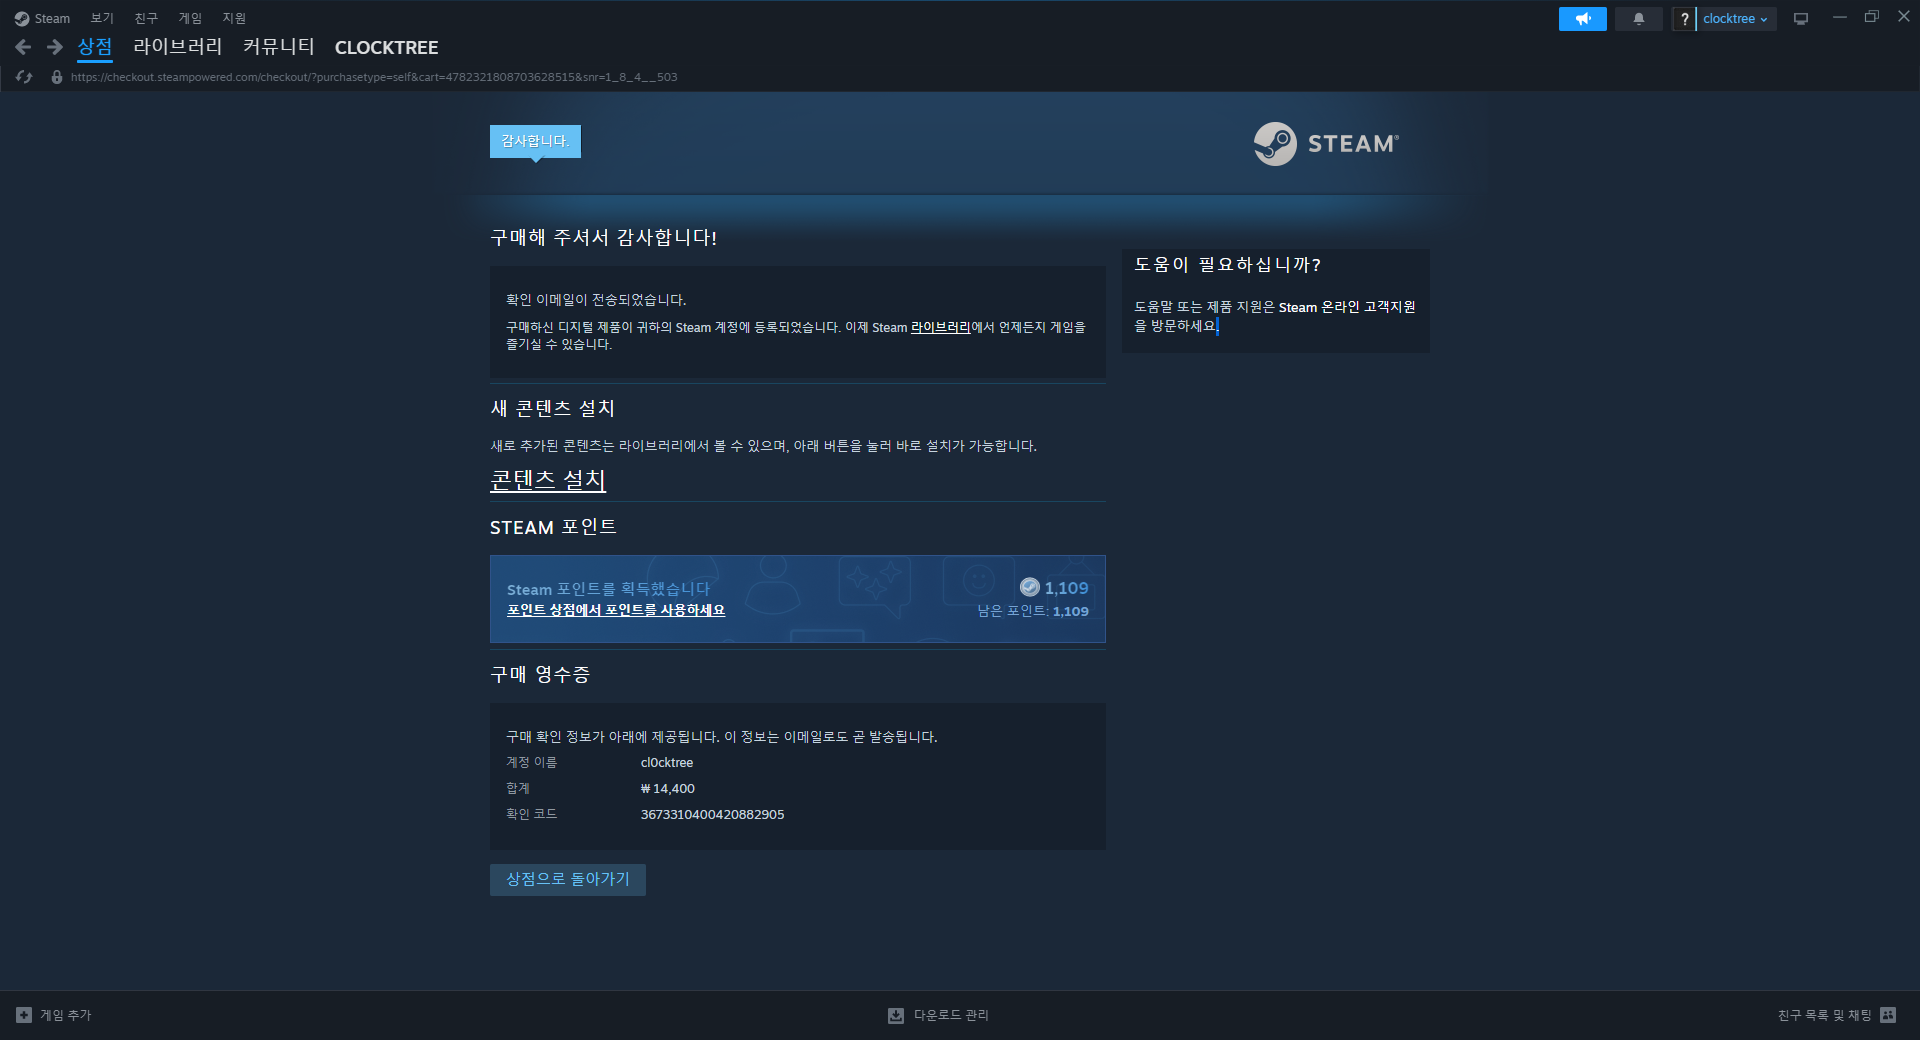 Steam 보기 친구 게임 지원
? clocktree
상점 라이브러리 커뮤니티 CLOCKTREE
https://checkout.steampowered.com/checkout/?purchasetype=self&cart=4782321808703628515&snr=1_8_4__503
감사합니다.
STEAM®
구매해 주셔서 감사합니다!
확인 이메일이 전송되었습니다.
구매하신 디지털 제품이 귀하의 Steam 계정에 등록되었습니다. 이제 Steam 라이브러리에서 언제든지 게임을
즐기실 수 있습니다.
도움이 필요하십니까?
도움말 또는 제품 지원은 Steam 온라인 고객지원
을 방문하세요.
새 콘텐츠 설치
새로 추가된 콘텐츠는 라이브러리에서 볼 수 있으며, 아래 버튼을 눌러 바로 설치가 가능합니다.
콘텐츠 설치
STEAM 포인트
Steam 포인트를 획득했습니다 1,109
포인트 상점에서 포인트를 사용하세요 남은 포인트: 1,109
구매 영수증
구매 확인 정보가 아래에 제공됩니다. 이 정보는 이메일로도 곧 발송됩니다.
계정 이름 cl0cktree
합계 ₩ 14,400
확인 코드 3673310400420882905
상점으로 돌아가기
게임 추가 다운로드 관리 친구 목록 및 채팅